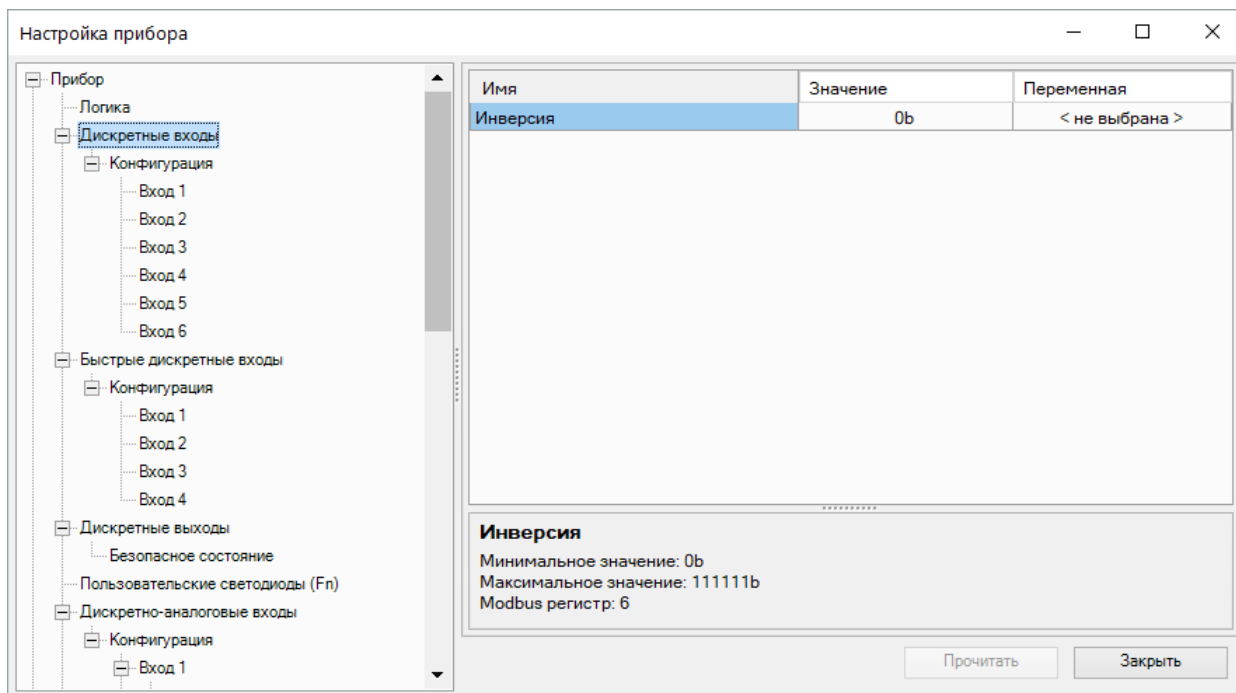 Настройка прибора
Прибор
Логика
Дискретные входы
Конфигурация
Вход 1
Вход 2
Вход 3
Вход 4
Вход 5
Вход 6
Быстрые дискретные входы
Конфигурация
Вход 1
Вход 2
Вход 3
Вход 4
Дискретные выходы
Безопасное состояние
Пользовательские светодиоды (Fn)
Дискретно-аналоговые входы
Конфигурация
Вход 1
Имя Значение Переменная
Инверсия 0b < не выбрана >
Инверсия
Минимальное значение: 0b
Максимальное значение: 111111b
Modbus регистр: 6
Прочитать Закрыть